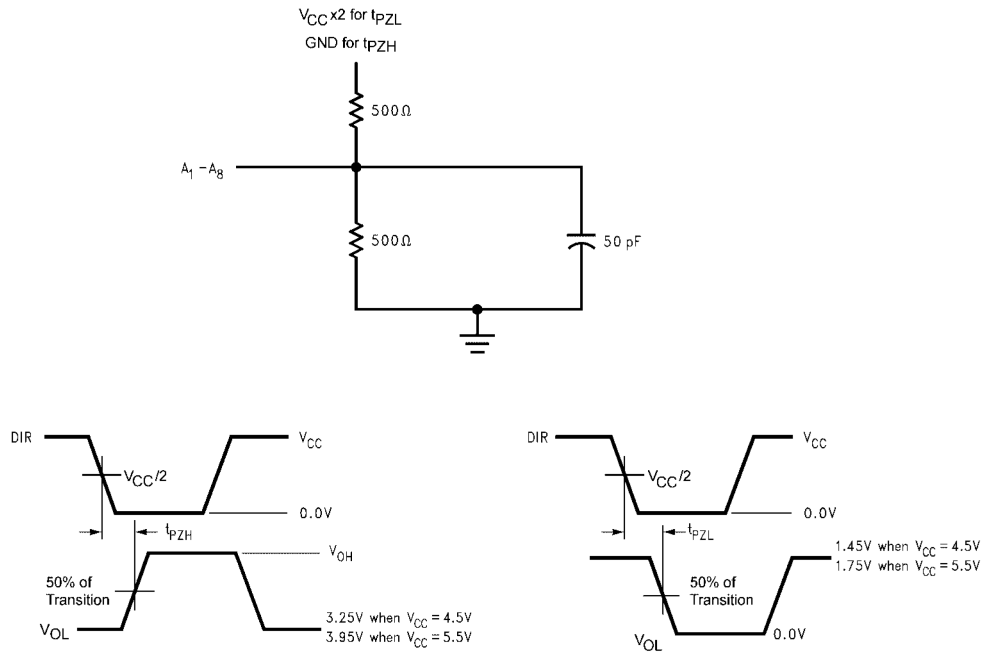 VCC x2 for tPZL
GND for tPZH
500Ω
A1 – A8
500Ω
50 pF
DIR
VCC
VCC/2
0.0V
tPZH
VOH
50% of
Transition
VOL
3.25V when VCC = 4.5V
3.95V when VCC = 5.5V
DIR
VCC
VCC/2
0.0V
tPZL
1.45V when VCC = 4.5V
1.75V when VCC = 5.5V
50% of
Transition
0.0V
VOL